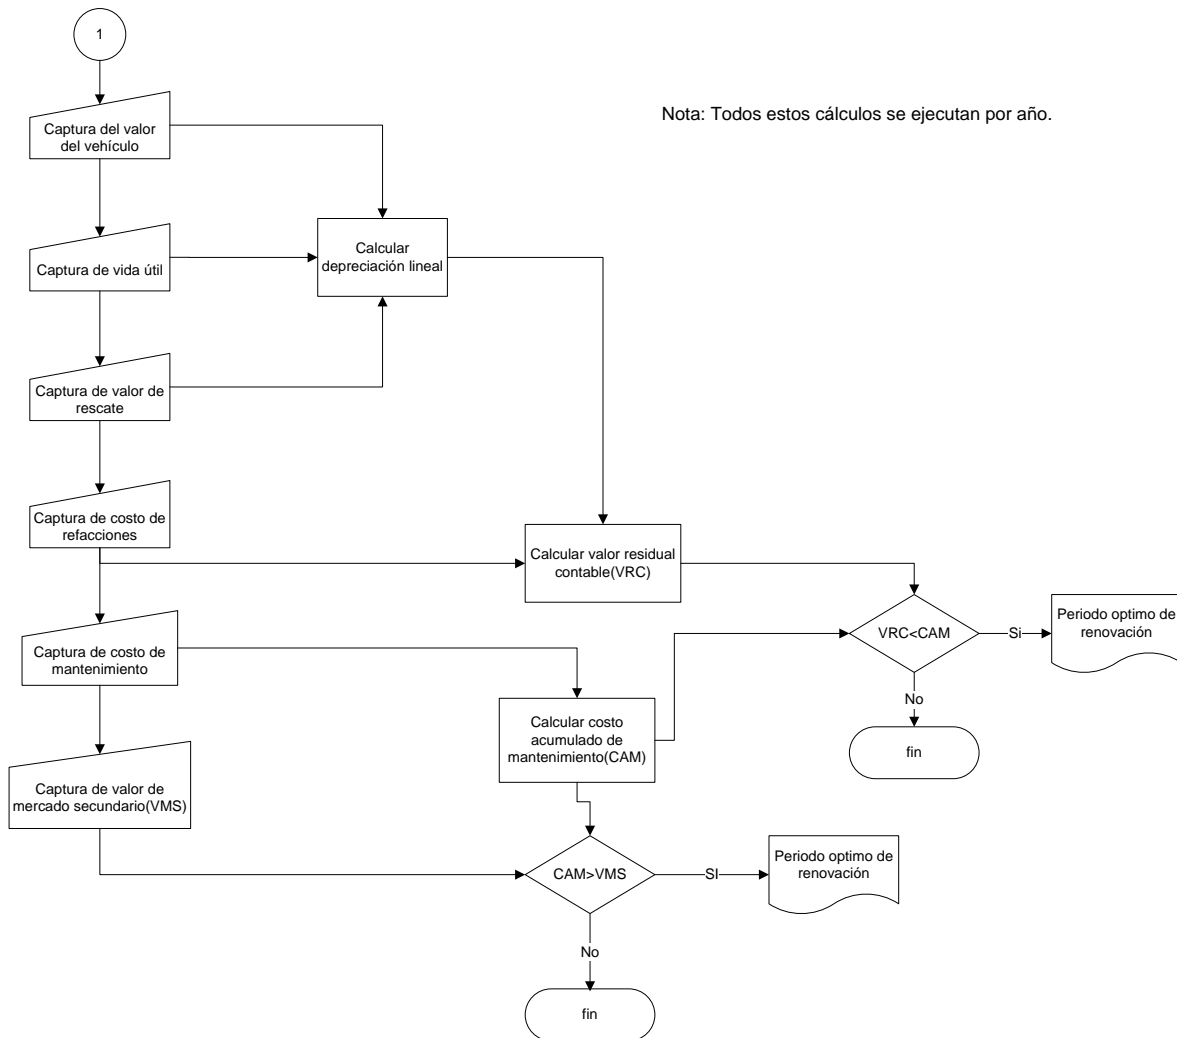 1
Nota: Todos estos cálculos se ejecutan por año.
Captura del valor
del vehículo
Calcular
depreciación lineal
Captura de vida útil
Captura de valor de
rescate
Captura de costo de
refacciones
Calcular valor residual
contable(VRC)
Periodo optimo de
renovación
VRC<CAM
Si
Captura de costo de
mantenimiento
No
Calcular costo
acumulado de
mantenimiento(CAM)
fin
Captura de valor de
mercado secundario(VMS)
CAM>VMS
SI
Periodo optimo de
renovación
No
fin